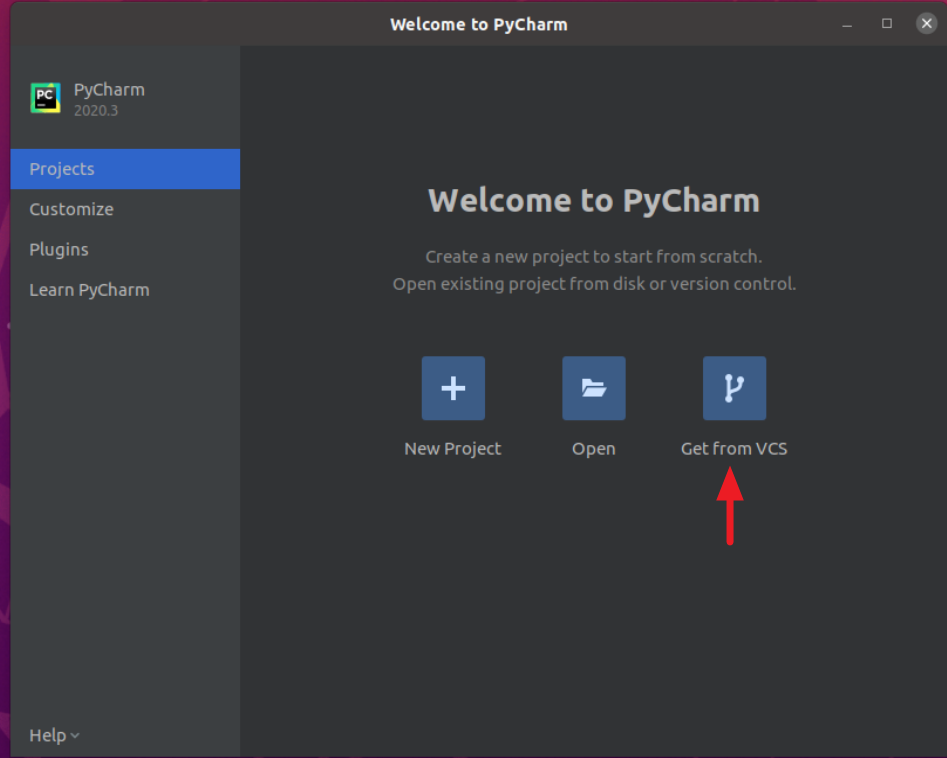 Welcome to PyCharm
PC
PyCharm
2020.3
Projects
Customize
Plugins
Learn PyCharm
Welcome to PyCharm
Create a new project to start from scratch.
Open existing project from disk or version control.
New Project
Open
Get from VCS
Help